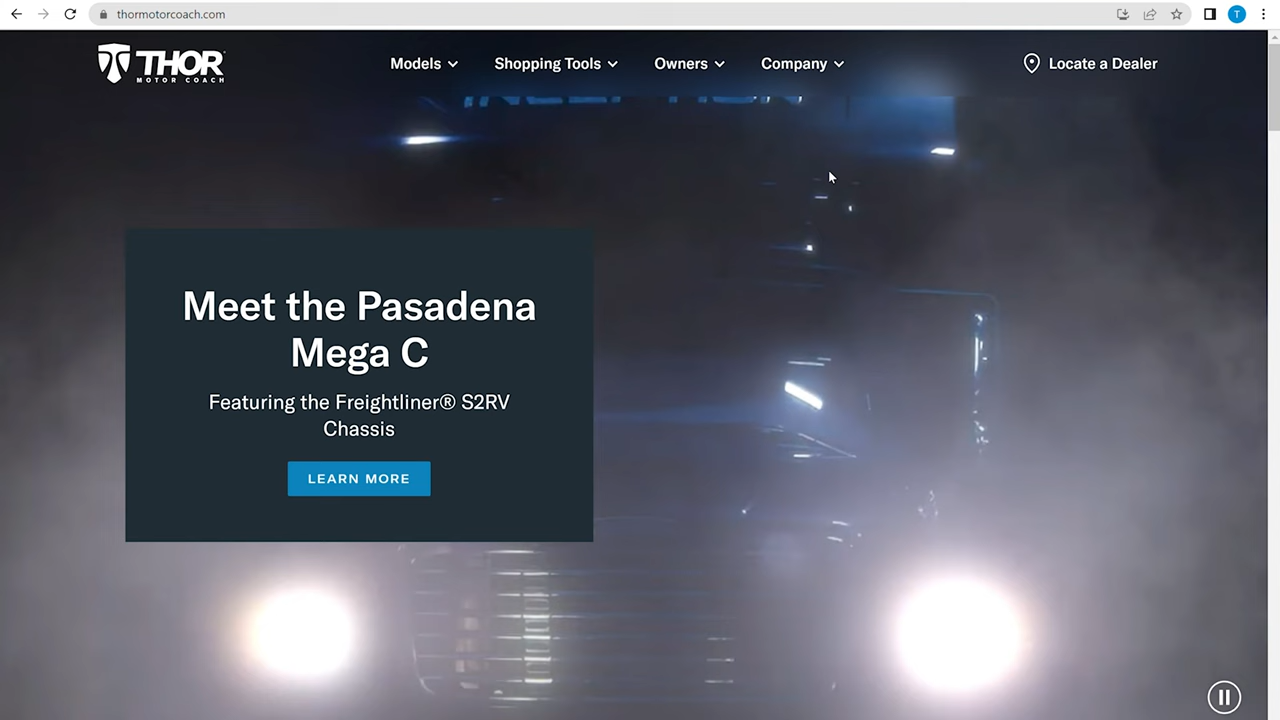 thormotorcoach.com
T
THOR
MOTOR COACH
Models
Shopping Tools
Owners
Company
Locate a Dealer
Meet the Pasadena
Mega C
Featuring the Freightliner® S2RV
Chassis
LEARN MORE